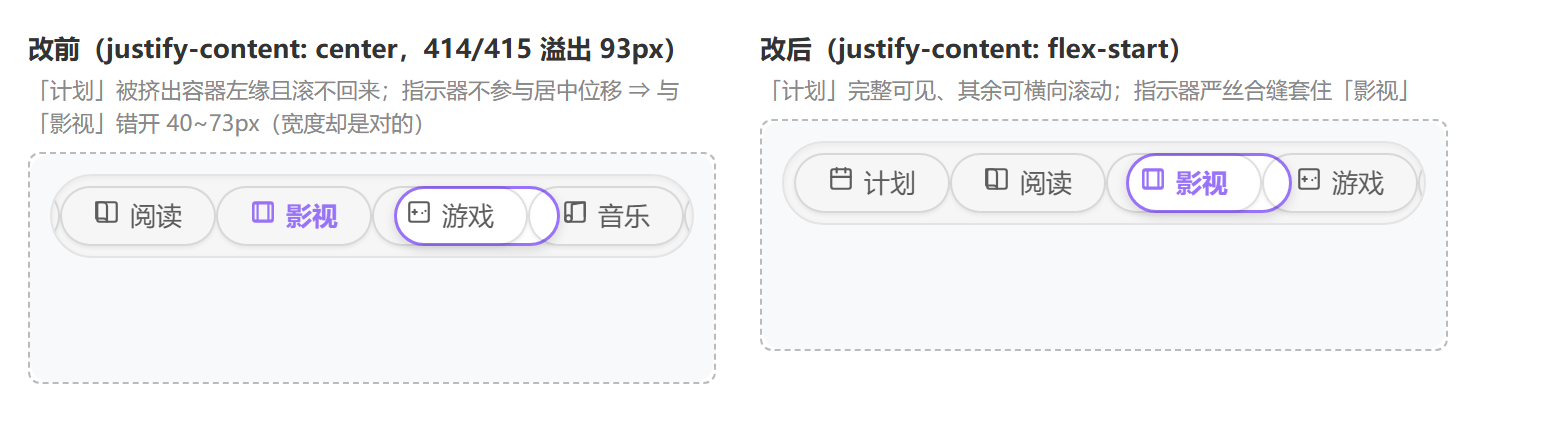 改前（justify-content: center，414/415 溢出 93px）
「计划」被挤出容器左缘且滚不回来；指示器不参与居中位移 ⇒ 与
「影视」错开 40~73px（宽度却是对的）
阅读 影视 游戏 音乐
改后（justify-content: flex-start）
「计划」完整可见、其余可横向滚动；指示器严丝合缝套住「影视」
计划 阅读 影视 游戏